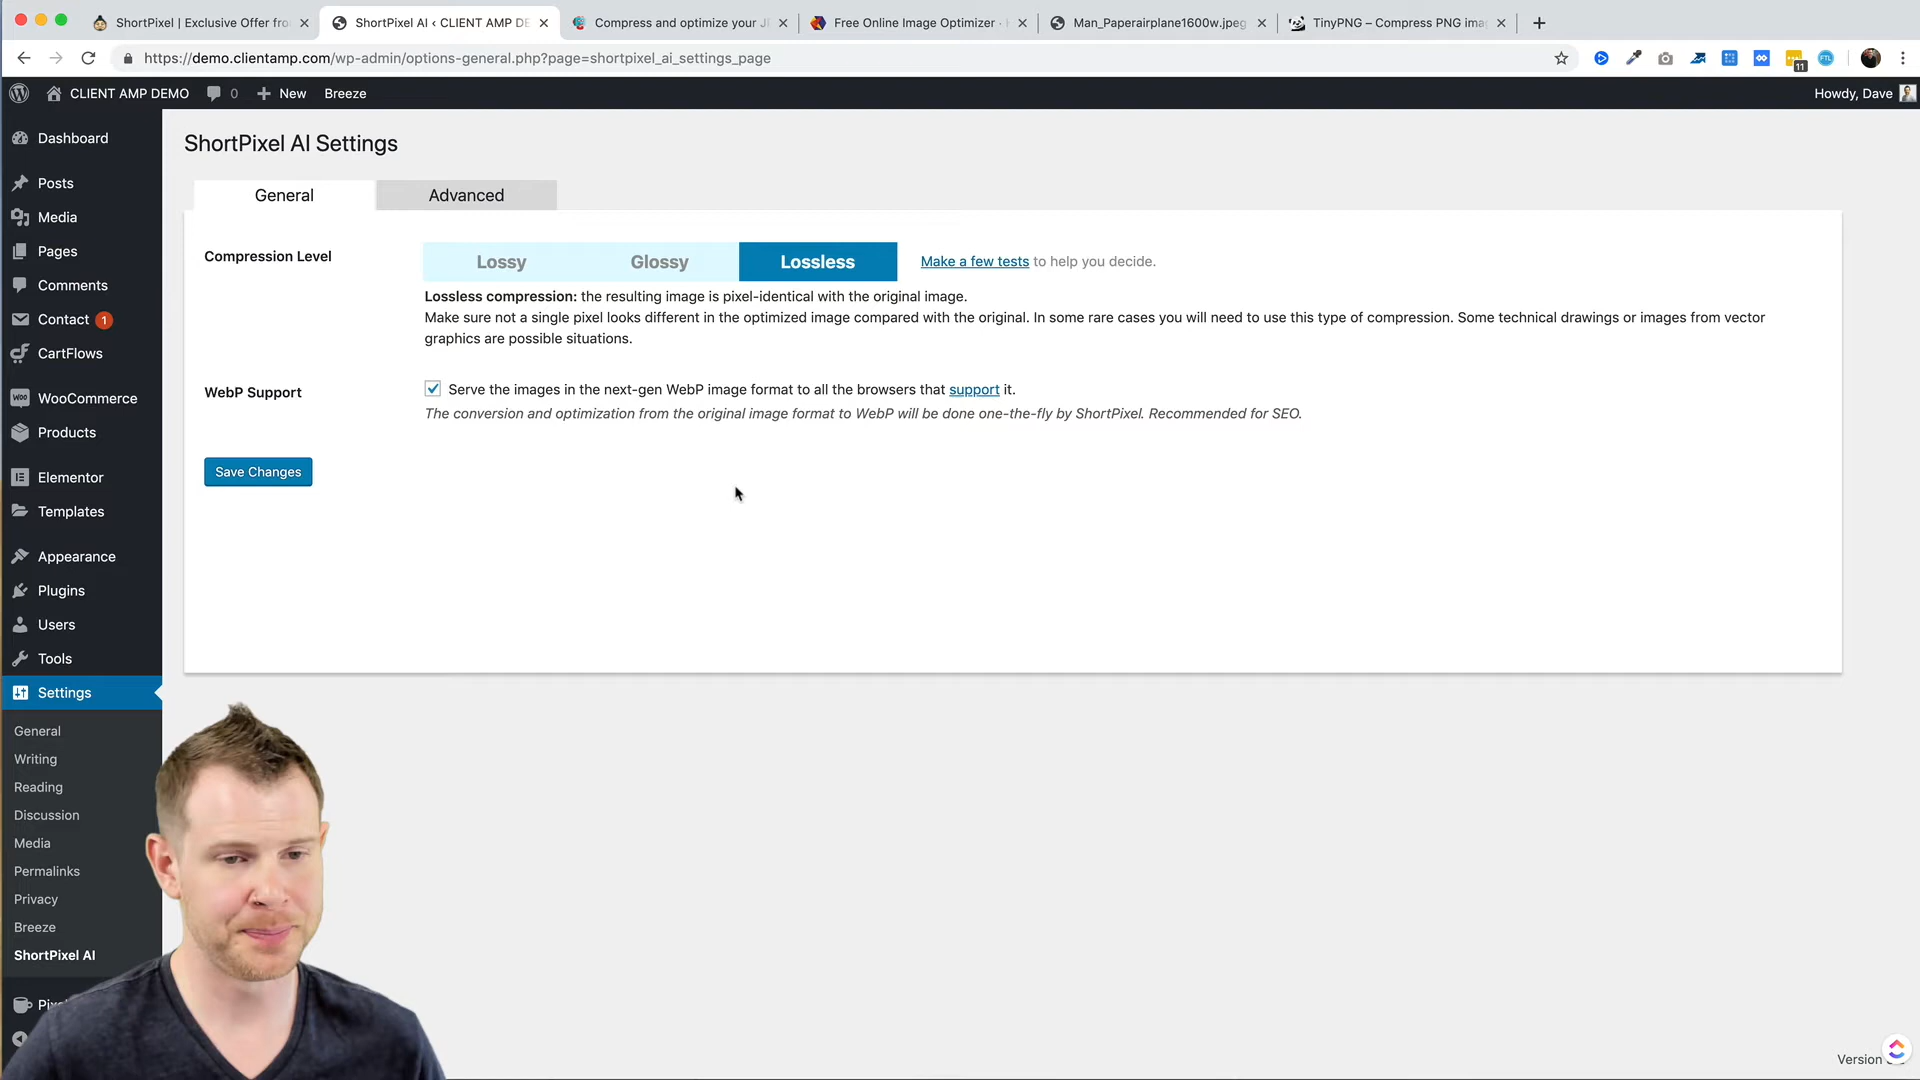 ShortPixel | Exclusive Offer fro
ShortPixel AI ‹ CLIENT AMP DE
Compress and optimize your J
Free Online Image Optimizer -
Man_Paperairplane1600w.jpeg
TinyPNG – Compress PNG ima
https://demo.clientamp.com/wp-admin/options-general.php?page=shortpixel_ai_settings_page
11
FTL
CLIENT AMP DEMO
0
New
Breeze
Howdy, Dave
Dashboard
Posts
Media
Pages
Comments
Contact 1
CartFlows
WooCommerce
Products
Elementor
Templates
Appearance
Plugins
Users
Tools
Settings
General
Writing
Reading
Discussion
Media
Permalinks
Privacy
Breeze
ShortPixel AI
ShortPixel AI Settings
General
Advanced
Compression Level
Lossy
Glossy
Lossless
Make a few tests to help you decide.
Lossless compression: the resulting image is pixel-identical with the original image.
Make sure not a single pixel looks different in the optimized image compared with the original. In some rare cases you will need to use this type of compression. Some technical drawings or images from vector
graphics are possible situations.
WebP Support
Serve the images in the next-gen WebP image format to all the browsers that support it.
The conversion and optimization from the original image format to WebP will be done one-the-fly by ShortPixel. Recommended for SEO.
Save Changes
Version